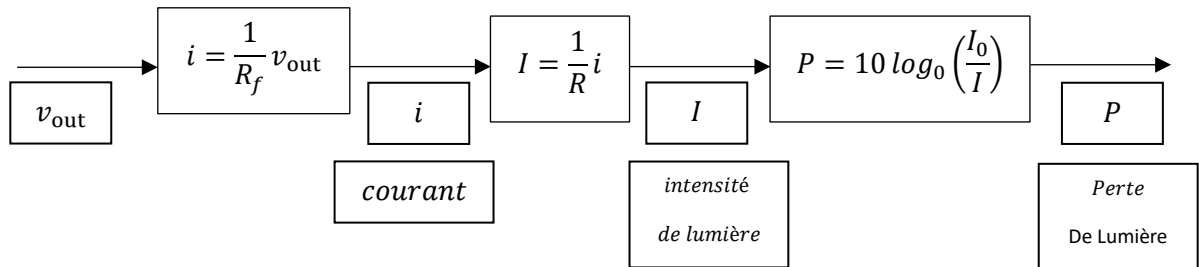 i = 1/R_f v_out
I = 1/R i
P = 10 log_0 (I_0/I)
v_out
i
I
P
courant
intensité
de lumière
Perte
De Lumière